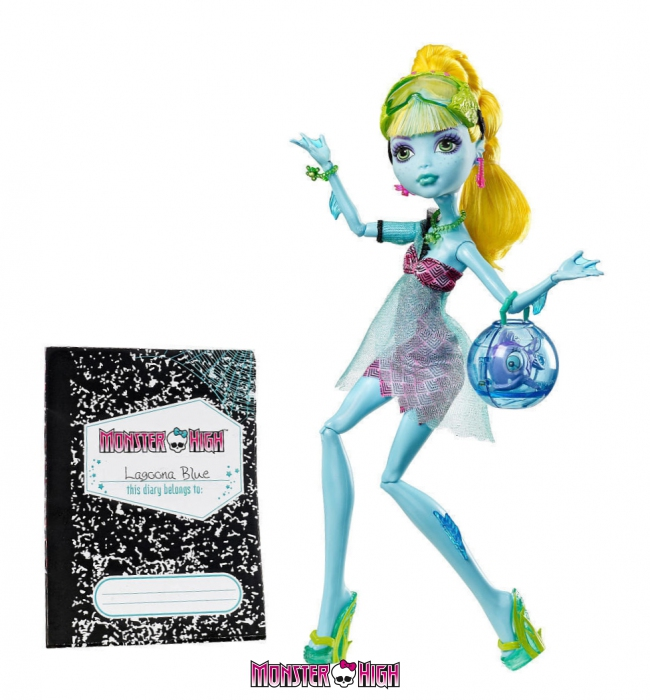 MONSTER HIGH
Lagoona Blue
this diary belongs to:
MONSTER HIGH